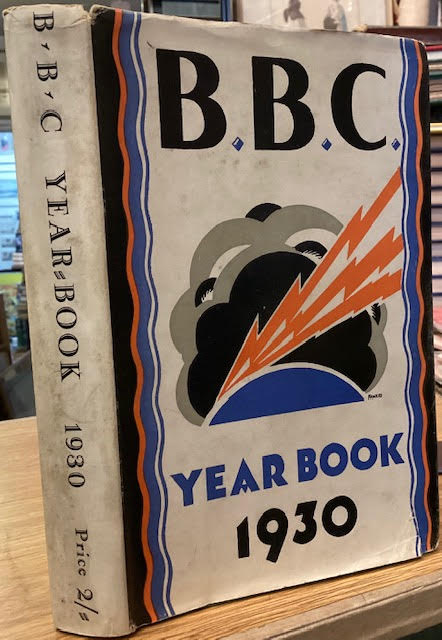 B.B.C.
YEAR BOOK
1930
B·B·C YEAR-BOOK 1930 Price 2/=